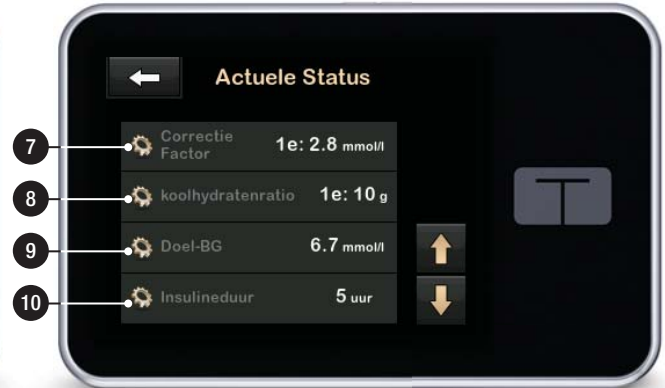 Actuele Status
7
Correctie
Factor
1e: 2.8 mmol/l
8
koolhydratenratio
1e: 10 g
9
Doel-BG
6.7 mmol/l
10
Insulineduur
5 uur